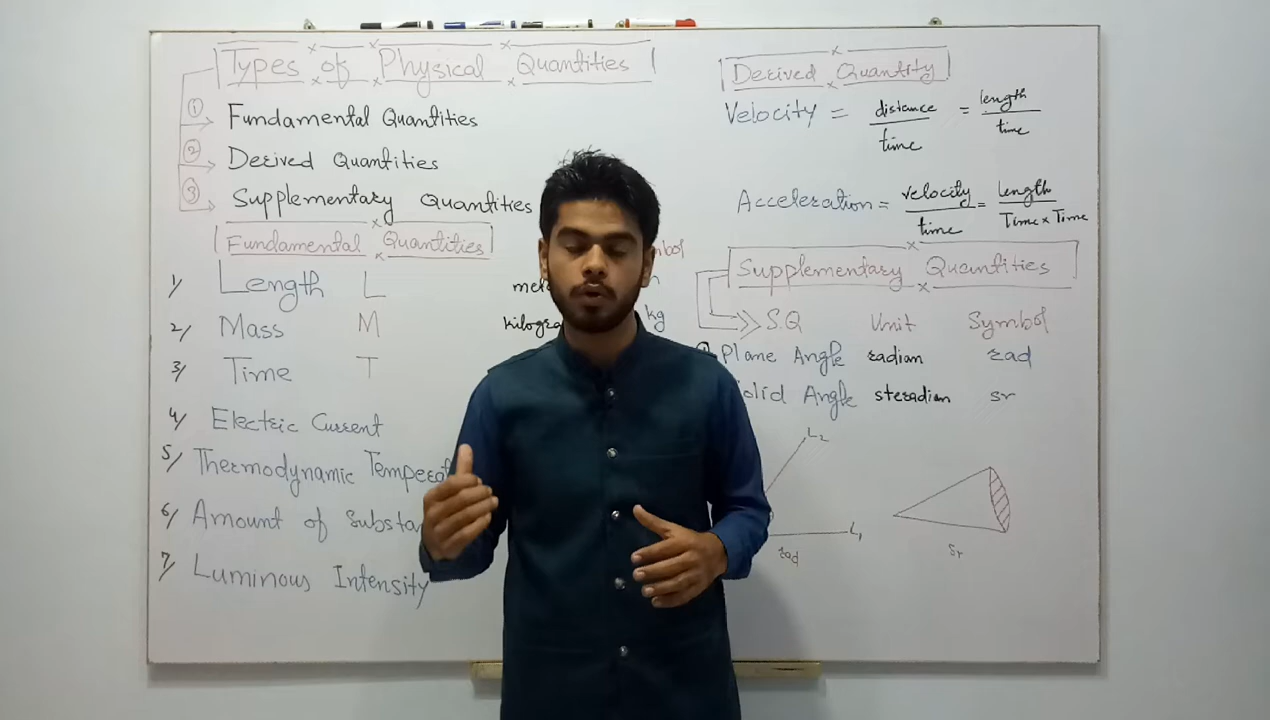 Types of Physical Quantities
① Fundamental Quantities
② Derived Quantities
③ Supplementary Quantities
Fundamental Quantities
1/ Length L
2/ Mass M kg
3/ Time T
4/ Electric Current
5/ Thermodynamic
6/ Amount of
7/ Luminous Intensity
Derived Quantity
Velocity = distance/time = length/time
Acceleration = velocity/time = length/Time × Time
Supplementary Quantities
S.Q Unit Symbol
Plane Angle radian rad
Angle steradian sr
L2
L1
rad
sr